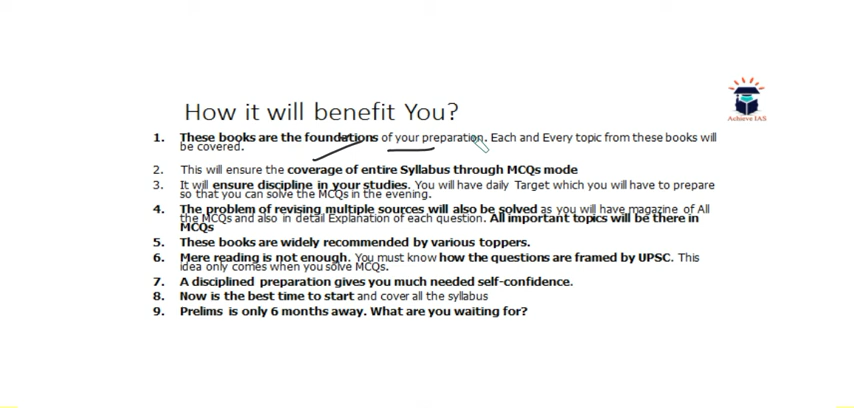 Achieve IAS
How it will benefit You?
1. These books are the foundations of your preparation. Each and Every topic from these books will
be covered.
2. This will ensure the coverage of entire Syllabus through MCQs mode
3. It will ensure discipline in your studies. You will have daily Target which you will have to prepare
so that you can solve the MCQs in the evening.
4. The problem of revising multiple sources will also be solved as you will have magazine of All
the MCQs and also in detail Explanation of each question. All important topics will be there in
MCQs
5. These books are widely recommended by various toppers.
6. Mere reading is not enough. You must know how the questions are framed by UPSC. This
idea only comes when you solve MCQs.
7. A disciplined preparation gives you much needed self-confidence.
8. Now is the best time to start and cover all the syllabus
9. Prelims is only 6 months away. What are you waiting for?